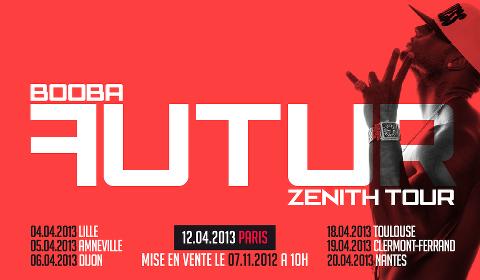 BOOBA
FUTUR
ZENITH TOUR
04.04.2013 LILLE
05.04.2013 AMNEVILLE
06.04.2013 DIJON
12.04.2013 PARIS
MISE EN VENTE LE 07.11.2012 A 10H
18.04.2013 TOULOUSE
19.04.2013 CLERMONT-FERRAND
20.04.2013 NANTES